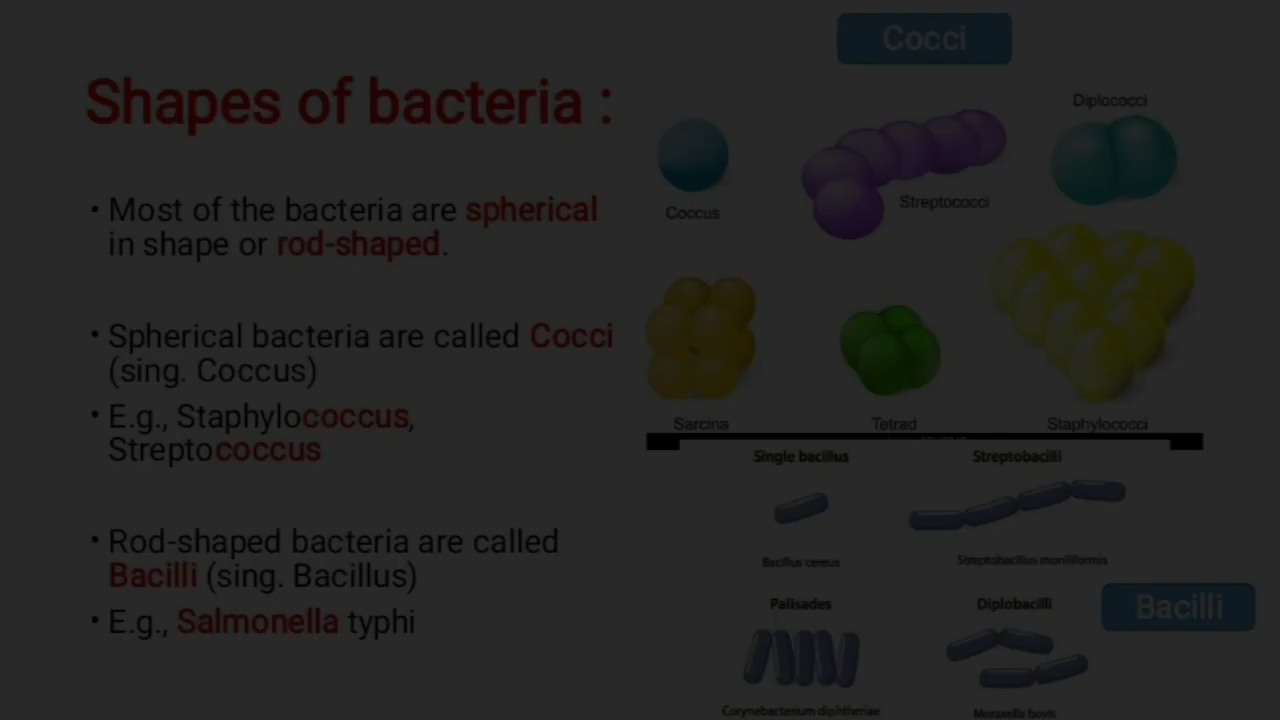 Shapes of bacteria :
• Most of the bacteria are spherical
in shape or rod-shaped.
• Spherical bacteria are called Cocci
(sing. Coccus)
• E.g., Staphylococcus,
Streptococcus
• Rod-shaped bacteria are called
Bacilli (sing. Bacillus)
• E.g., Salmonella typhi
Cocci
Diplococci
Coccus
Streptococci
Sarcina
Tetrad
Staphylococci
Single bacillus
Streptobacilli
Bacillus cereus
Streptobacillus moniliformis
Palisades
Diplobacilli
Bacilli
Corynebacterium diphtheriae
Moraxella bovis